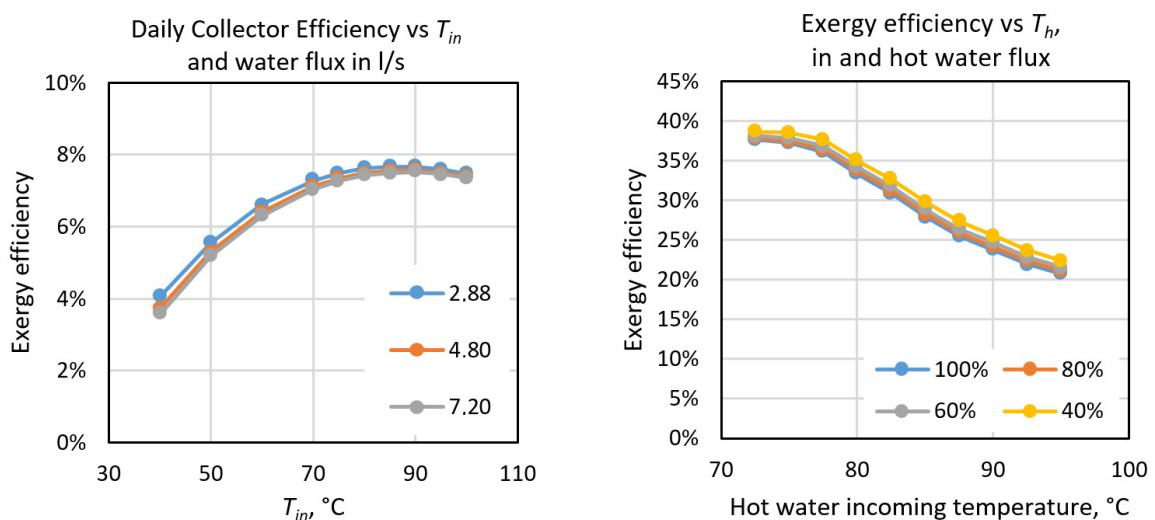 Daily Collector Efficiency vs T_in
and water flux in l/s
Exergy efficiency
10%
8%
6%
4%
2%
0%
2.88
4.80
7.20
30 50 70 90 110
T_in, °C
Exergy efficiency vs T_h,
in and hot water flux
Exergy efficiency
45%
40%
35%
30%
25%
20%
15%
10%
5%
0%
100% 80%
60% 40%
70 80 90 100
Hot water incoming temperature, °C